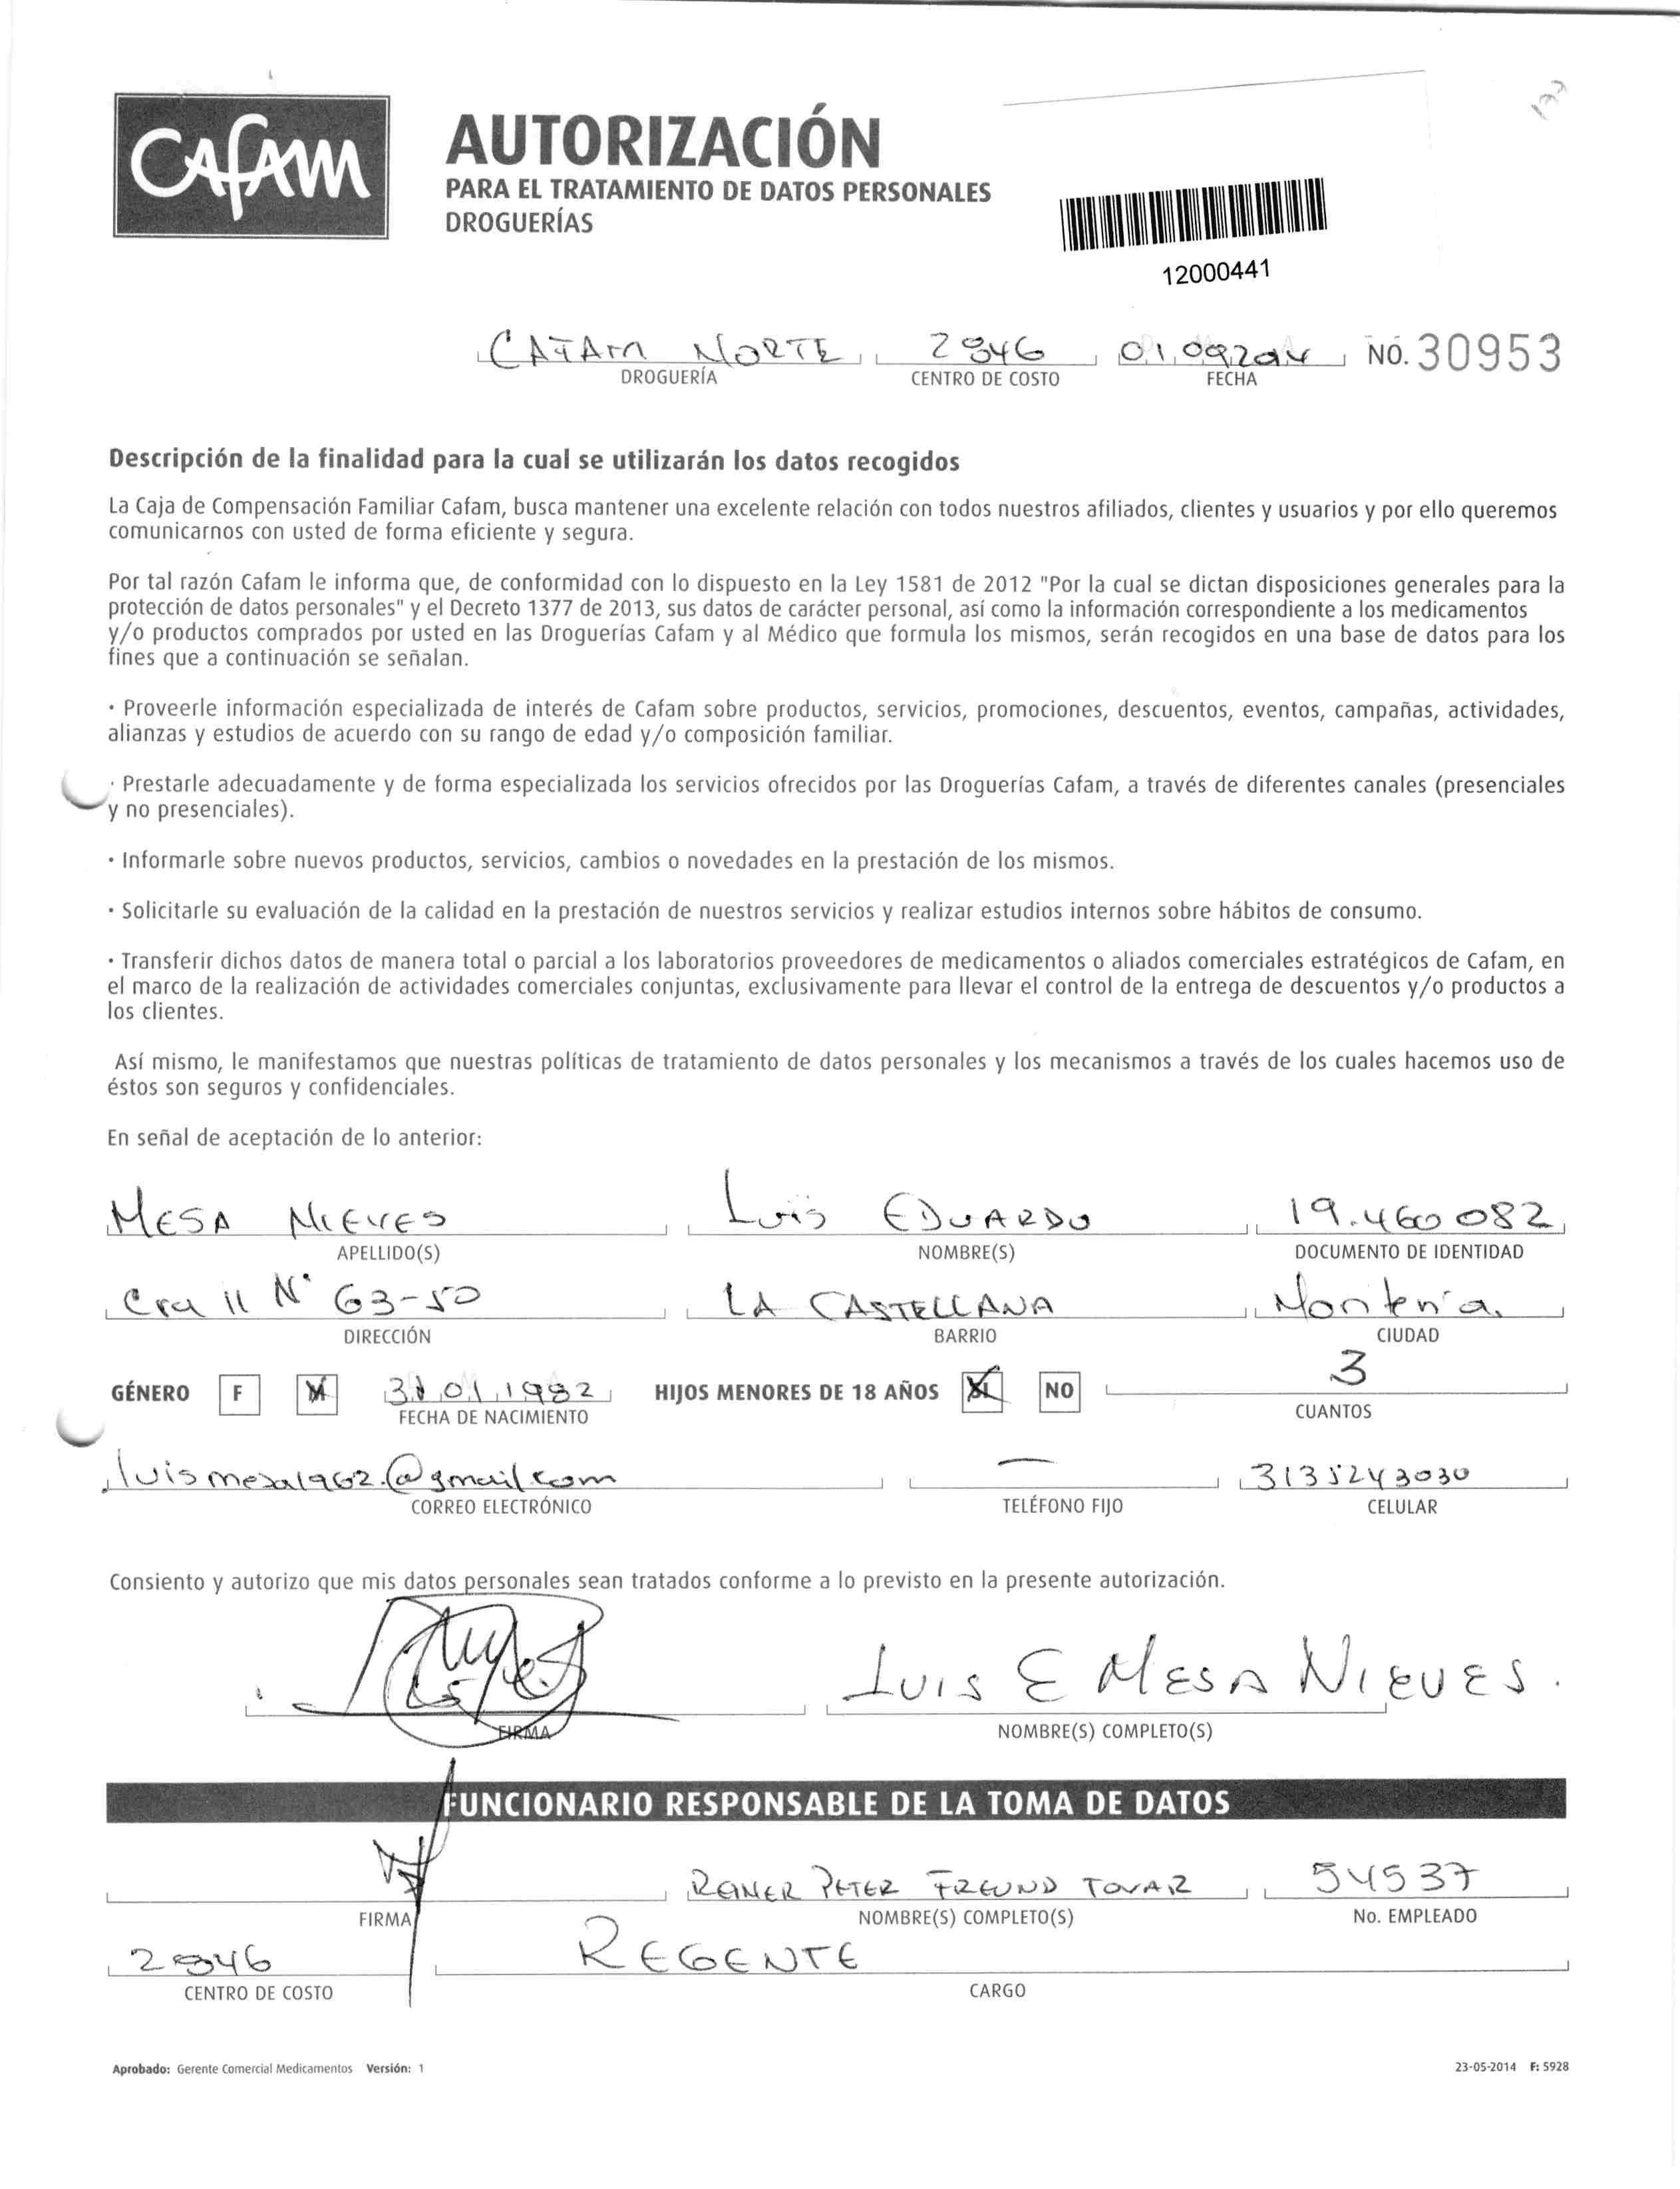 CAFAM
AUTORIZACIÓN
PARA EL TRATAMIENTO DE DATOS PERSONALES
DROGUERÍAS
12000441
CAFAM NORTE 2846 01 092014 NO. 30953
DROGUERÍA CENTRO DE COSTO FECHA
Descripción de la finalidad para la cual se utilizarán los datos recogidos
La Caja de Compensación Familiar Cafam, busca mantener una excelente relación con todos nuestros afiliados, clientes y usuarios y por ello queremos
comunicarnos con usted de forma eficiente y segura.
Por tal razón Cafam le informa que, de conformidad con lo dispuesto en la Ley 1581 de 2012 "Por la cual se dictan disposiciones generales para la
protección de datos personales" y el Decreto 1377 de 2013, sus datos de carácter personal, así como la información correspondiente a los medicamentos
y/o productos comprados por usted en las Droguerías Cafam y al Médico que formula los mismos, serán recogidos en una base de datos para los
fines que a continuación se señalan.
· Proveerle información especializada de interés de Cafam sobre productos, servicios, promociones, descuentos, eventos, campañas, actividades,
alianzas y estudios de acuerdo con su rango de edad y/o composición familiar.
· Prestarle adecuadamente y de forma especializada los servicios ofrecidos por las Droguerías Cafam, a través de diferentes canales (presenciales
y no presenciales).
· Informarle sobre nuevos productos, servicios, cambios o novedades en la prestación de los mismos.
· Solicitarle su evaluación de la calidad en la prestación de nuestros servicios y realizar estudios internos sobre hábitos de consumo.
· Transferir dichos datos de manera total o parcial a los laboratorios proveedores de medicamentos o aliados comerciales estratégicos de Cafam, en
el marco de la realización de actividades comerciales conjuntas, exclusivamente para llevar el control de la entrega de descuentos y/o productos a
los clientes.
Así mismo, le manifestamos que nuestras políticas de tratamiento de datos personales y los mecanismos a través de los cuales hacemos uso de
éstos son seguros y confidenciales.
En señal de aceptación de lo anterior:
MESA NIEVES LUIS EDUARDO 19.460082
APELLIDO(S) NOMBRE(S) DOCUMENTO DE IDENTIDAD
Cra 11 N° 63-50 LA CASTELLANA Montería
DIRECCIÓN BARRIO CIUDAD
GÉNERO F M 01 HIJOS MENORES DE 18 AÑOS SI NO 3
FECHA DE NACIMIENTO CUANTOS
luismesa1962.@gmail.com 3135243030
CORREO ELECTRÓNICO TELÉFONO FIJO CELULAR
Consiento y autorizo que mis datos personales sean tratados conforme a lo previsto en la presente autorización.
LUIS E MESA NIEVES.
FIRMA NOMBRE(S) COMPLETO(S)
FUNCIONARIO RESPONSABLE DE LA TOMA DE DATOS
REINER PETER FREUND TOVAR 54537
FIRMA NOMBRE(S) COMPLETO(S) No. EMPLEADO
2846 REGENTE
CENTRO DE COSTO CARGO
Aprobado: Gerente Comercial Medicamentos Versión: 1 23-05-2014 F: 5928